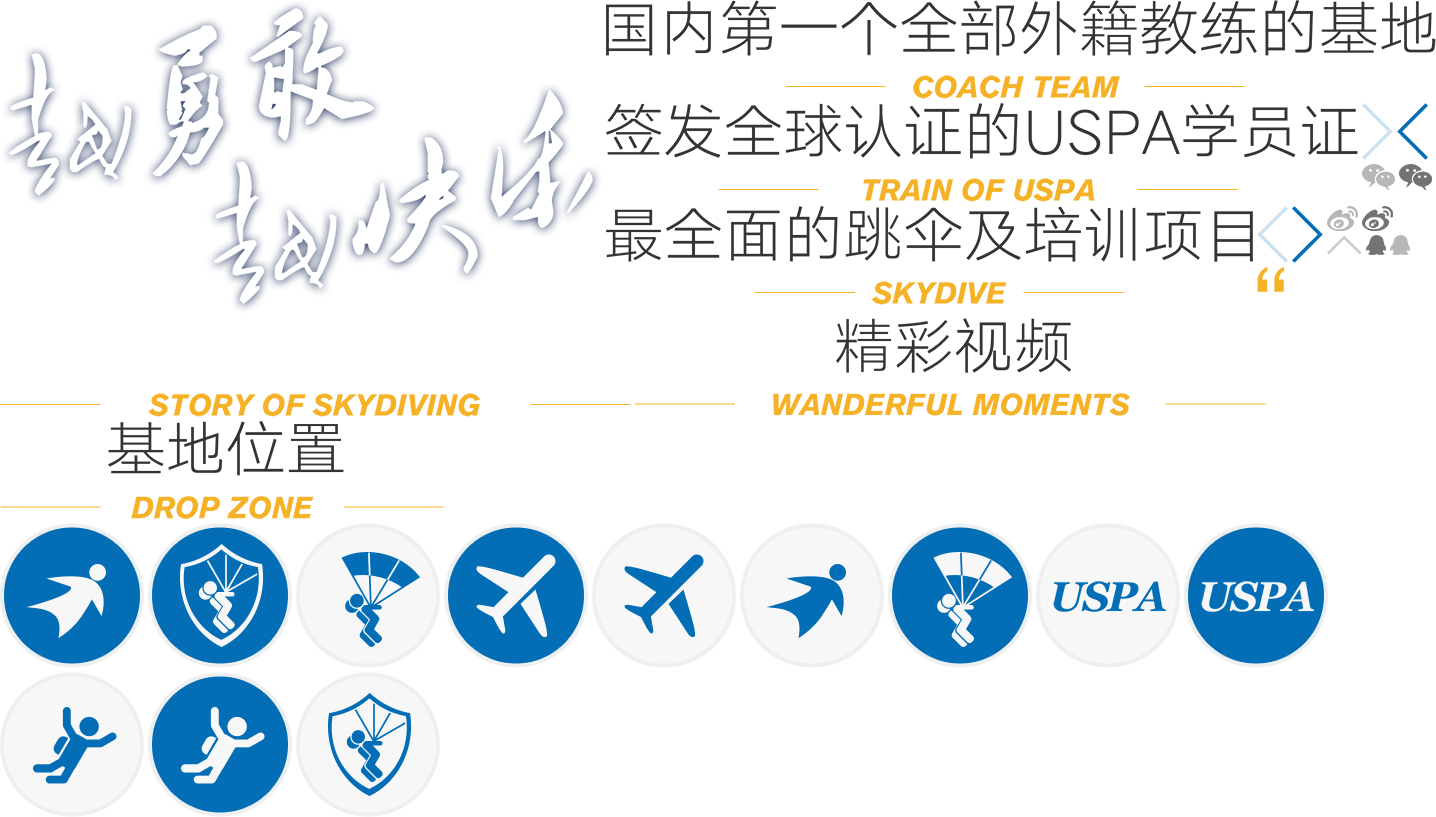 越勇敢
越快乐
国内第一个全部外籍教练的基地
COACH TEAM
签发全球认证的USPA学员证
TRAIN OF USPA
最全面的跳伞及培训项目
“
SKYDIVE
精彩视频
STORY OF SKYDIVING
WANDERFUL MOMENTS
基地位置
DROP ZONE
USPA
USPA